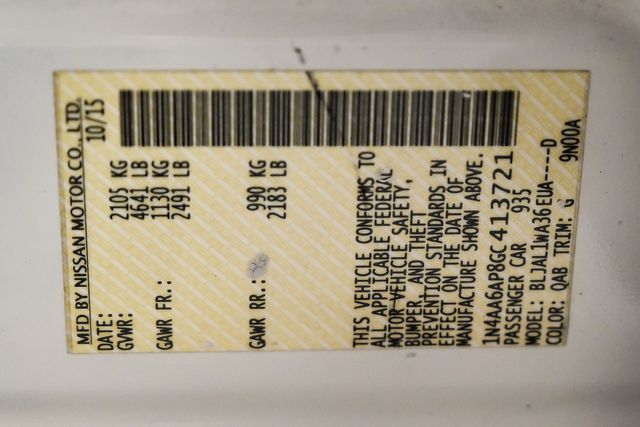 MFD BY NISSAN MOTOR CO., LTD.
DATE: 10/15
GVWR: 2105 KG
4641 LB
GAWR FR.: 1130 KG
2491 LB
GAWR RR.: 990 KG
2183 LB
THIS VEHICLE CONFORMS TO
ALL APPLICABLE FEDERAL
MOTOR VEHICLE SAFETY,
BUMPER, AND THEFT
PREVENTION STANDARDS IN
EFFECT ON THE DATE OF
MANUFACTURE SHOWN ABOVE.
1N4AA6AP8GC413721
PASSENGER CAR 935
MODEL: BLJAL1WA36EUA----D
COLOR: QAB TRIM: G 9N00A